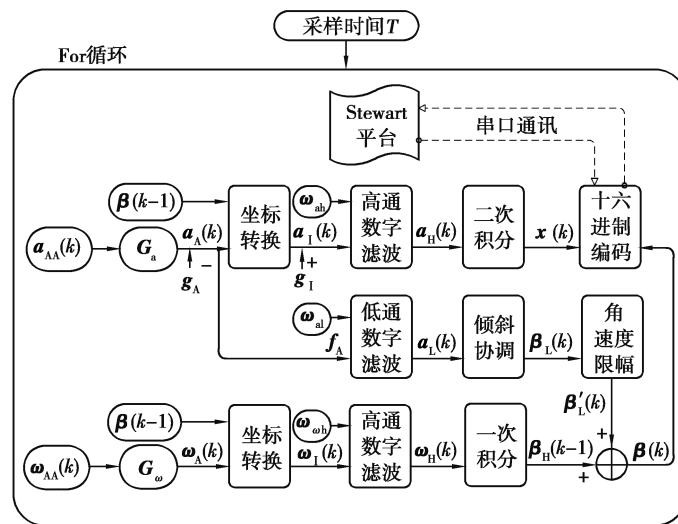 采样时间T
For循环
Stewart
平台
串口通讯
β(k-1)
坐标
转换
ω_ah
高通
数字
滤波
二次
积分
十六
进制
编码
a_AA(k)
G_a
a_A(k)
a_I(k)
a_H(k)
x(k)
−
+
g_A
g_I
ω_al
低通
数字
滤波
倾斜
协调
角
速度
限幅
f_A
a_L(k)
β_L(k)
β′_L(k)
β(k-1)
坐标
转换
ω_ωh
高通
数字
滤波
一次
积分
ω_AA(k)
G_ω
ω_A(k)
ω_I(k)
ω_H(k)
β_H(k-1)
+
+
β(k)